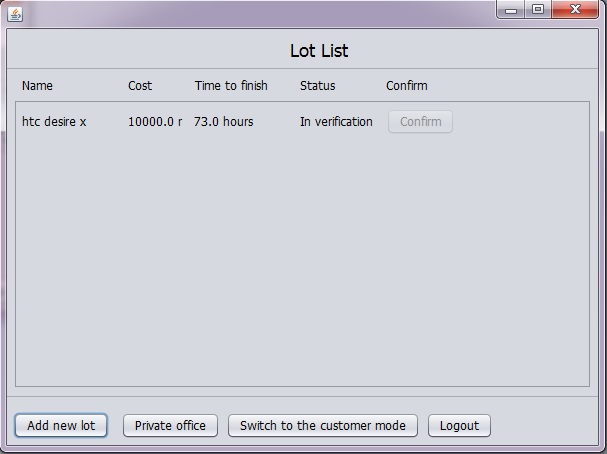 Lot List
Name Cost Time to finish Status Confirm
htc desire x 10000.0 r 73.0 hours In verification Confirm
Add new lot Private office Switch to the customer mode Logout